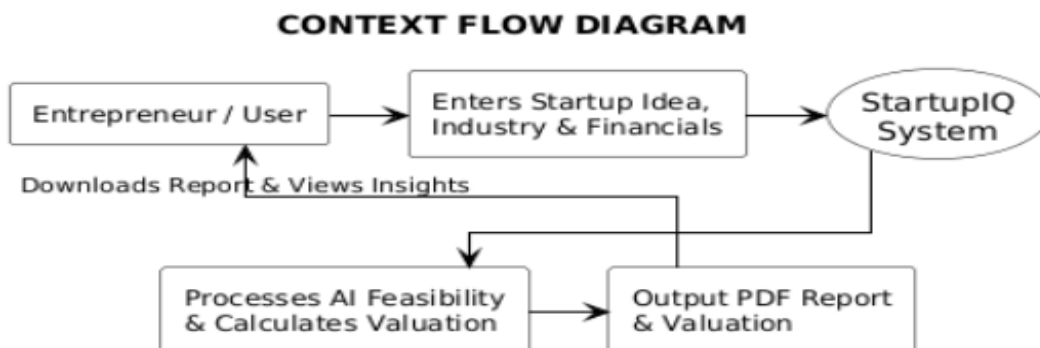 CONTEXT FLOW DIAGRAM
Entrepreneur / User
Enters Startup Idea,
Industry & Financials
StartupIQ
System
Downloads Report & Views Insights
Processes AI Feasibility
& Calculates Valuation
Output PDF Report
& Valuation